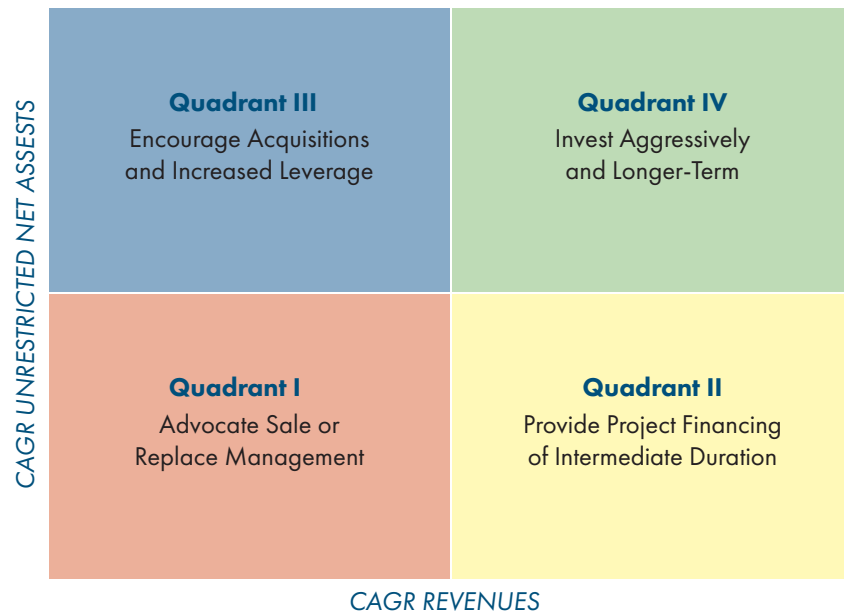 CAGR UNRESTRICTED NET ASSESTS
Quadrant III
Encourage Acquisitions
and Increased Leverage
Quadrant IV
Invest Aggressively
and Longer-Term
Quadrant I
Advocate Sale or
Replace Management
Quadrant II
Provide Project Financing
of Intermediate Duration
CAGR REVENUES